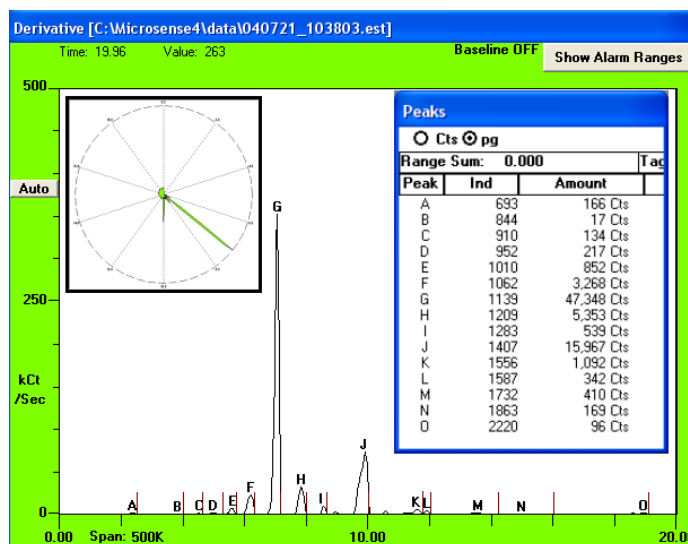 Derivative [C:\Microsense4\data\040721_103803.est]
Time: 19.96 Value: 263 Baseline OFF Show Alarm Ranges
500
Auto
250
kCt
/Sec
0
Peaks
Cts pg
Range Sum: 0.000 Tag
Peak Ind Amount
A 693 166 Cts
B 844 17 Cts
C 910 134 Cts
D 952 217 Cts
E 1010 852 Cts
F 1062 3,268 Cts
G 1139 47,348 Cts
H 1209 5,353 Cts
I 1283 539 Cts
J 1407 15,967 Cts
K 1556 1,092 Cts
L 1587 342 Cts
M 1732 410 Cts
N 1863 169 Cts
O 2220 96 Cts
A B C D E F G H I J K L M N O
0.00 Span: 500K 10.00 20.0